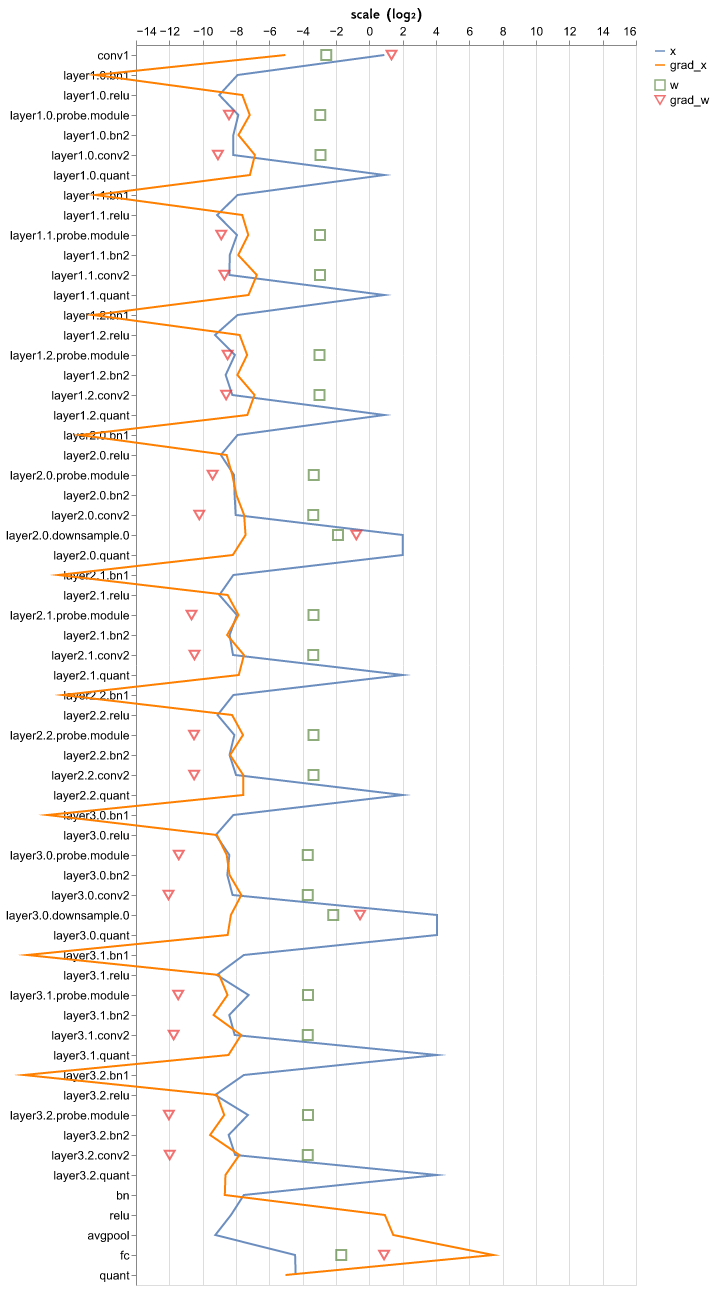 scale (log₂)
−14 −12 −10 −8 −6 −4 −2 0 2 4 6 8 10 12 14 16
x
grad_x
w
grad_w
conv1
layer1.0.bn1
layer1.0.relu
layer1.0.probe.module
layer1.0.bn2
layer1.0.conv2
layer1.0.quant
layer1.1.bn1
layer1.1.relu
layer1.1.probe.module
layer1.1.bn2
layer1.1.conv2
layer1.1.quant
layer1.2.bn1
layer1.2.relu
layer1.2.probe.module
layer1.2.bn2
layer1.2.conv2
layer1.2.quant
layer2.0.bn1
layer2.0.relu
layer2.0.probe.module
layer2.0.bn2
layer2.0.conv2
layer2.0.downsample.0
layer2.0.quant
layer2.1.bn1
layer2.1.relu
layer2.1.probe.module
layer2.1.bn2
layer2.1.conv2
layer2.1.quant
layer2.2.bn1
layer2.2.relu
layer2.2.probe.module
layer2.2.bn2
layer2.2.conv2
layer2.2.quant
layer3.0.bn1
layer3.0.relu
layer3.0.probe.module
layer3.0.bn2
layer3.0.conv2
layer3.0.downsample.0
layer3.0.quant
layer3.1.bn1
layer3.1.relu
layer3.1.probe.module
layer3.1.bn2
layer3.1.conv2
layer3.1.quant
layer3.2.bn1
layer3.2.relu
layer3.2.probe.module
layer3.2.bn2
layer3.2.conv2
layer3.2.quant
bn
relu
avgpool
fc
quant